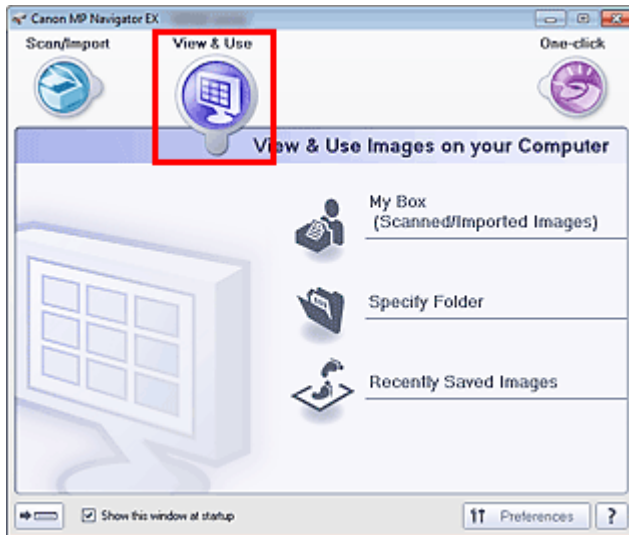 Canon MP Navigator EX
Scan/Import
View & Use
One-click
View & Use Images on your Computer
My Box
(Scanned/Imported Images)
Specify Folder
Recently Saved Images
Show this window at startup
Preferences
?